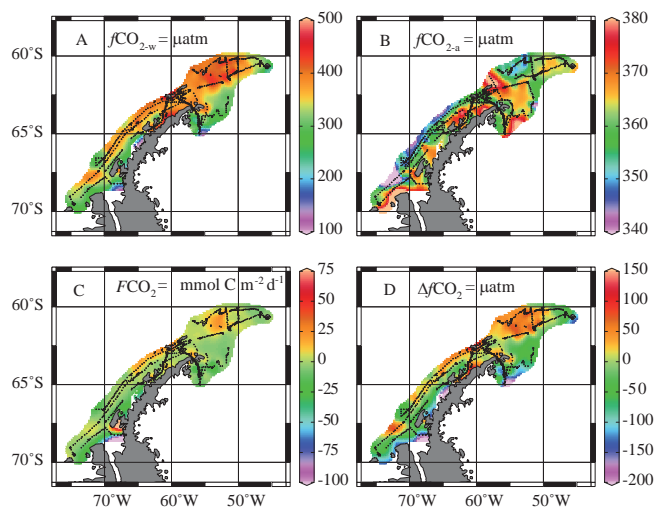 A fCO2-w = µatm
60°S
65°S
70°S
500
400
300
200
100
B fCO2-a = µatm
380
370
360
350
340
C FCO2 = mmol C m-2 d-1
60°S
65°S
70°S
70°W 60°W 50°W
75
50
25
0
-25
-50
-75
-100
D ΔfCO2 = µatm
70°W 60°W 50°W
150
100
50
0
-50
-100
-150
-200